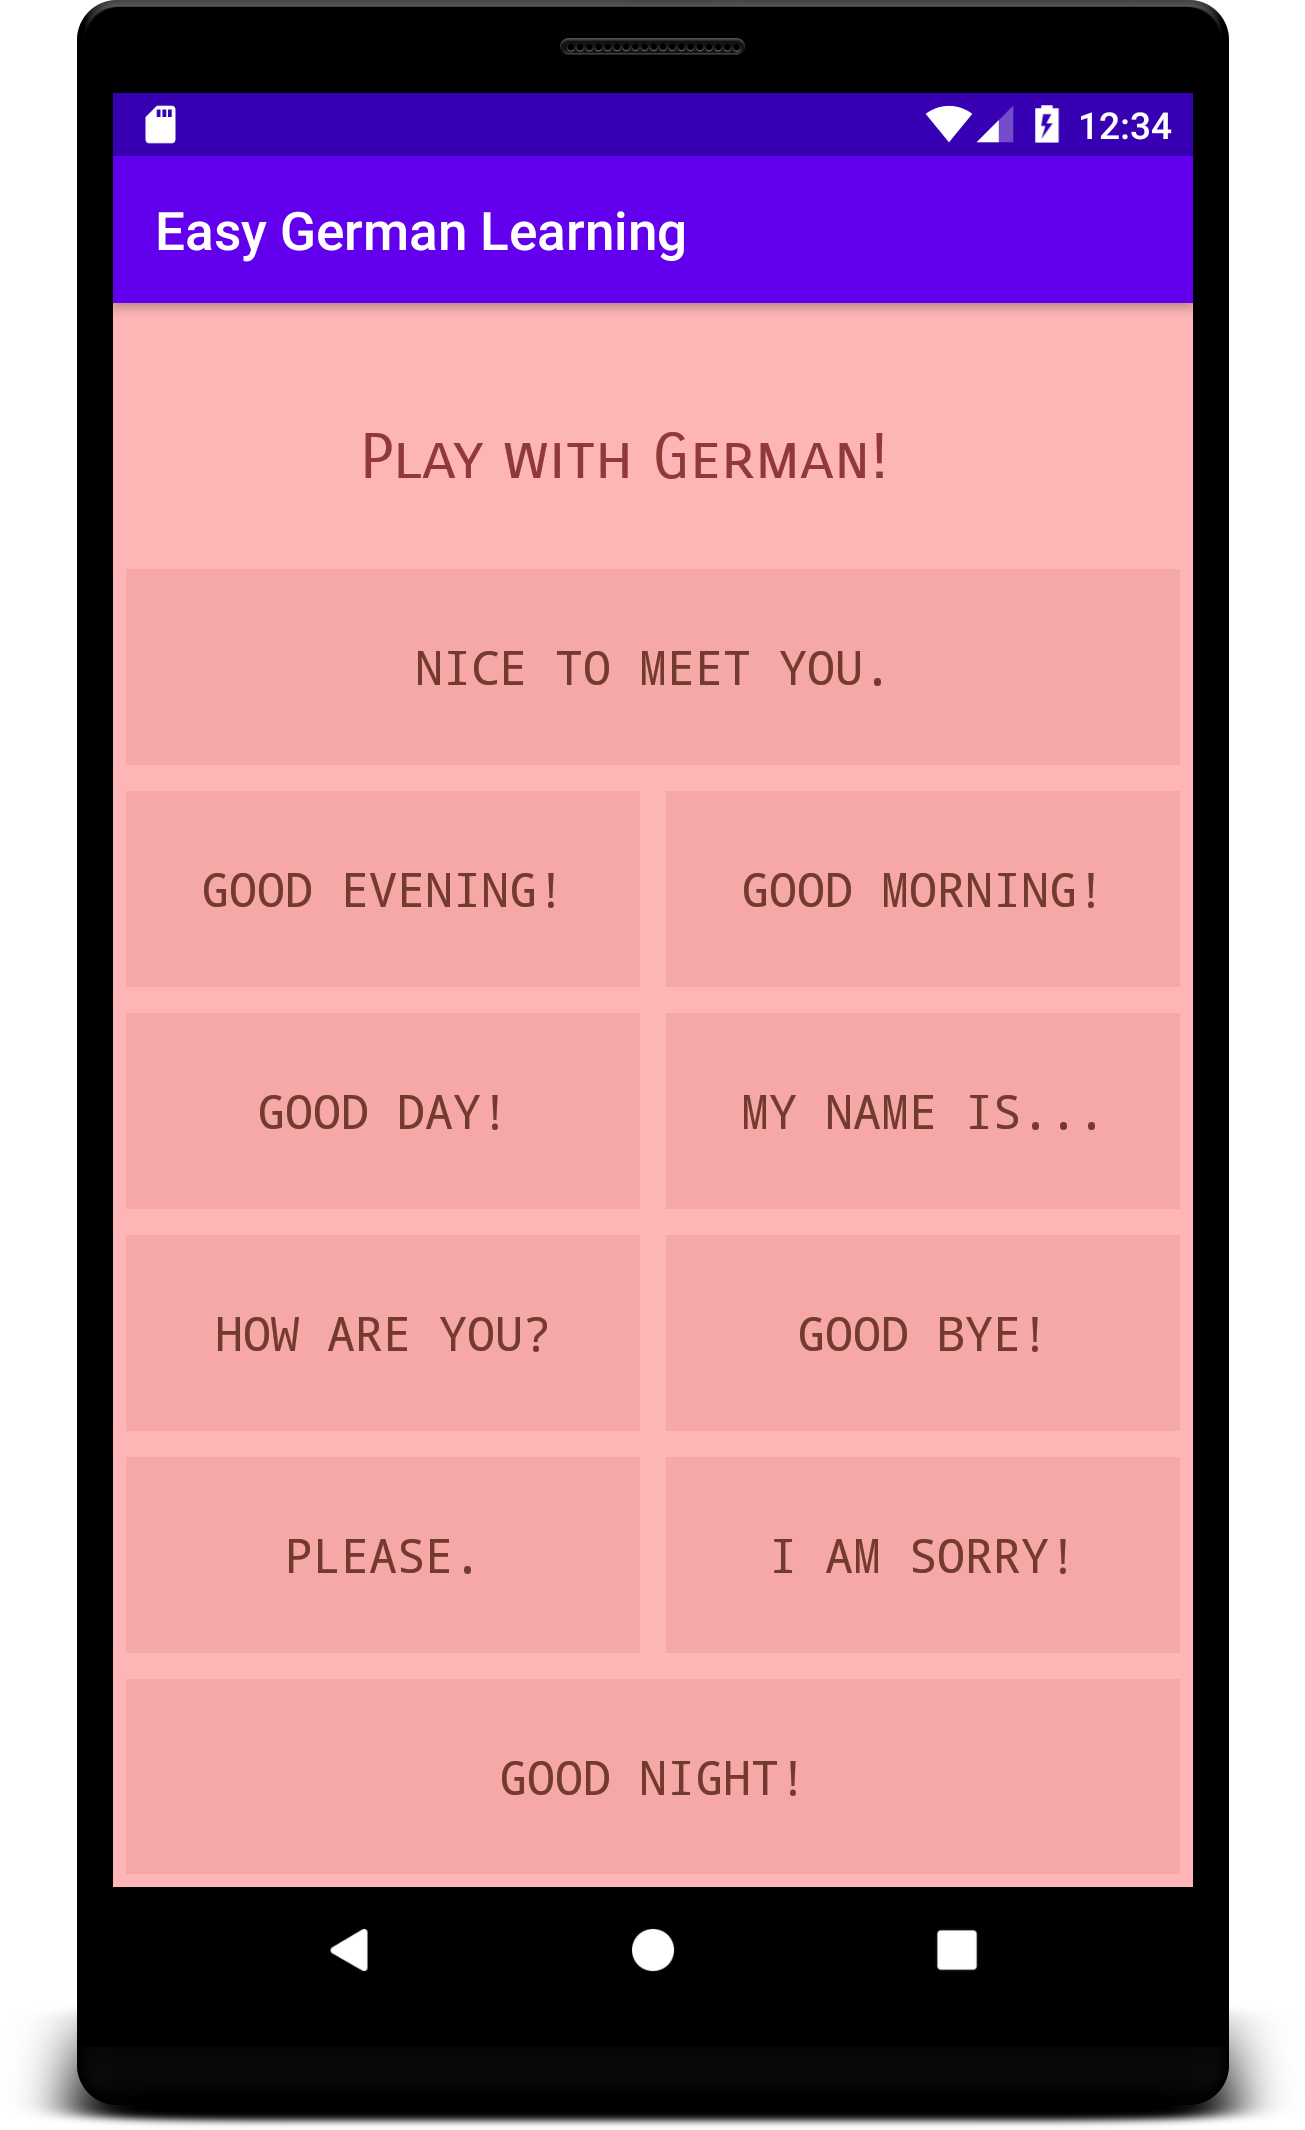 12:34
Easy German Learning
Play with German!
NICE TO MEET YOU.
GOOD EVENING!
GOOD MORNING!
GOOD DAY!
MY NAME IS...
HOW ARE YOU?
GOOD BYE!
PLEASE.
I AM SORRY!
GOOD NIGHT!